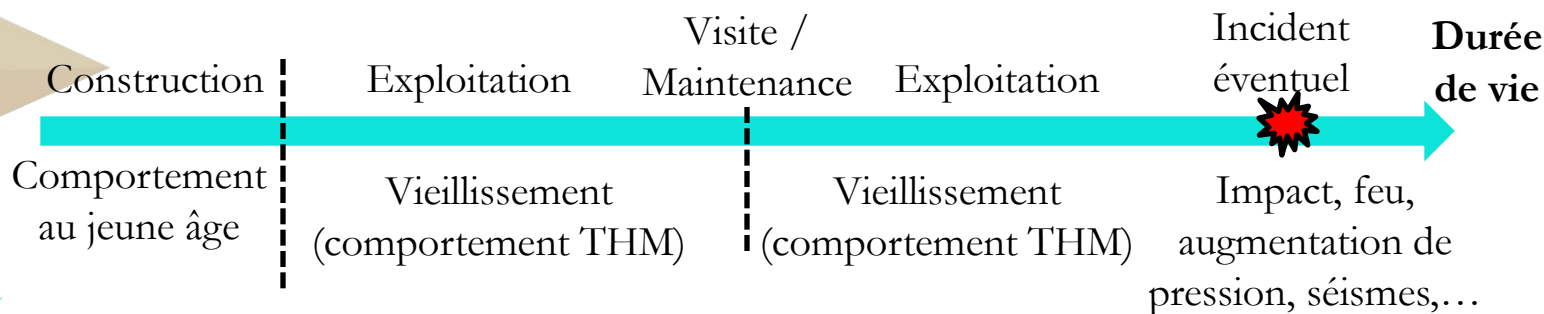 Construction
Exploitation
Visite /
Maintenance
Exploitation
Incident
éventuel
Durée
de vie
Comportement
au jeune âge
Vieillissement
(comportement THM)
Vieillissement
(comportement THM)
Impact, feu,
augmentation de
pression, séismes,…